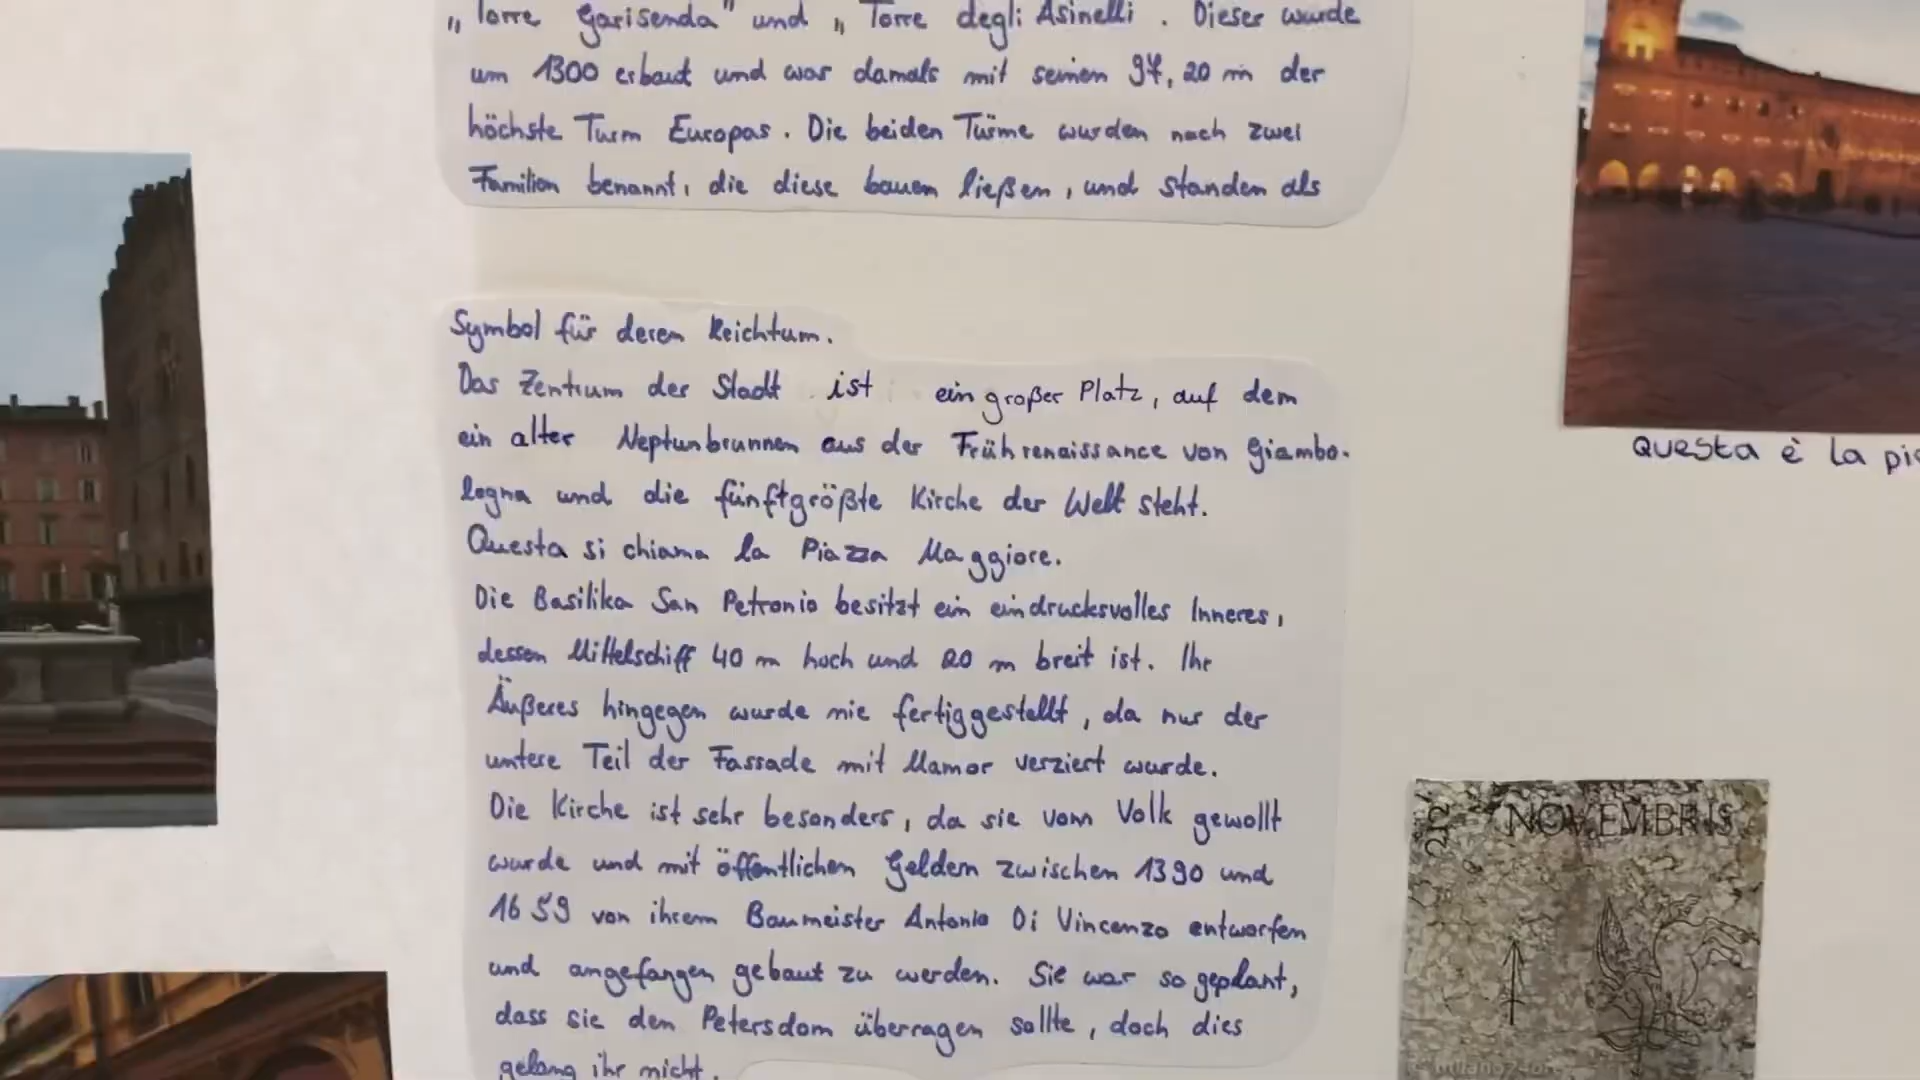 „Torre Garisenda" und „Torre degli Asinelli. Dieser wurde
um 1300 erbaut und war damals mit seinen 97,20 m der
höchste Turm Europas. Die beiden Türme wurden nach zwei
Familien benannt, die diese bauen ließen, und standen als
Symbol für deren Reichtum.
Das Zentrum der Stadt ist ein großer Platz, auf dem
ein alter Neptunbrunnen aus der Frührenaissance von Giambo-
logna und die fünftgrößte Kirche der Welt steht.
Questa si chiama la Piazza Maggiore.
Die Basilika San Petronio besitzt ein eindrucksvolles Inneres,
dessen Mittelschiff 40 m hoch und 20 m breit ist. Ihr
Äußeres hingegen wurde nie fertiggestellt, da nur der
untere Teil der Fassade mit Mamor verziert wurde.
Die Kirche ist sehr besonders, da sie vom Volk gewollt
wurde und mit öffentlichen Geldern zwischen 1390 und
1659 von ihrem Baumeister Antonio Di Vincenzo entworfen
und angefangen gebaut zu werden. Sie war so geplant,
dass sie den Petersdom überragen sollte, doch dies
gelang ihr nicht.
Questa è la
NOVEMBRIS